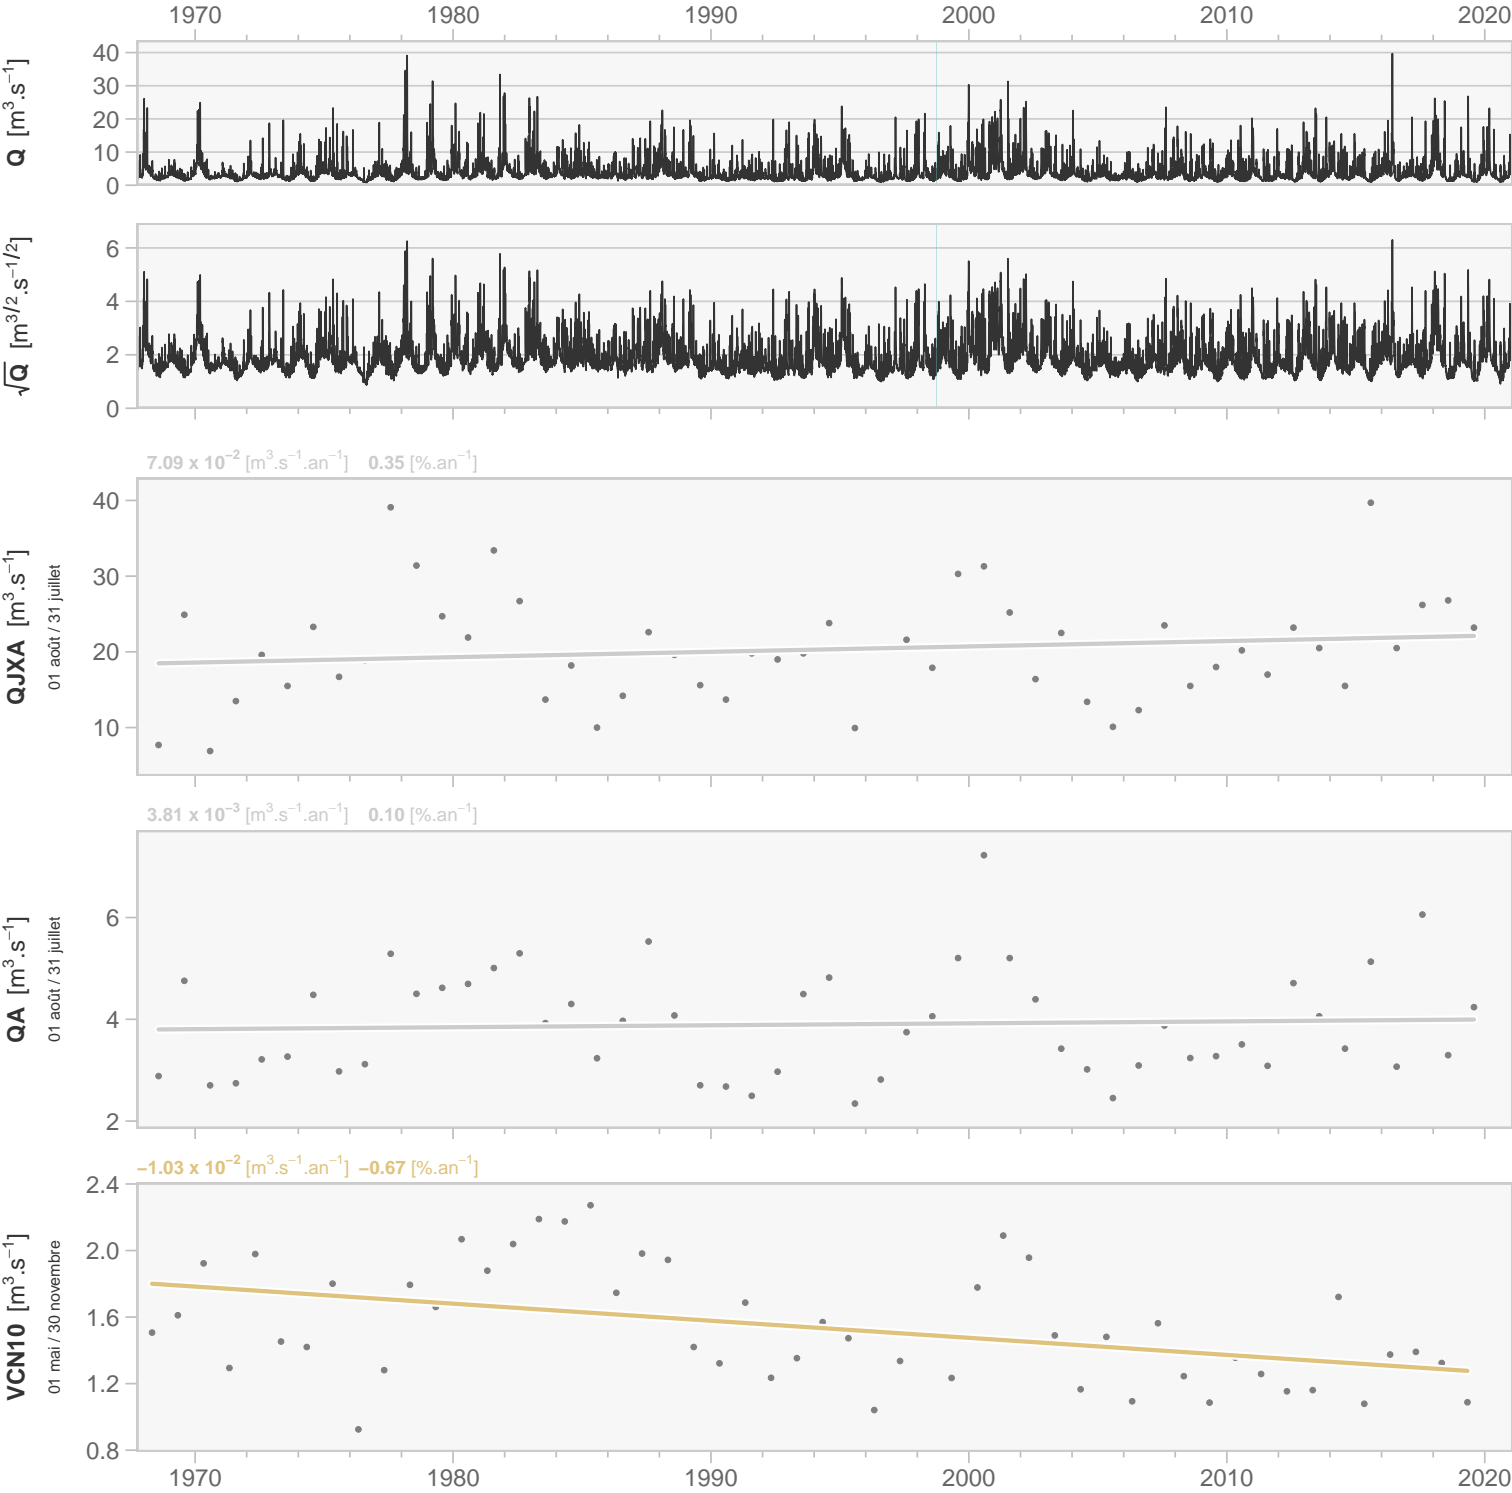 1970 1980 1990 2000 2010 2020
Q [m³.s⁻¹]
40
30
20
10
0
√Q [m³ᐟ².s⁻¹ᐟ²]
6
4
2
0
7.09 x 10⁻² [m³.s⁻¹.an⁻¹] 0.35 [%.an⁻¹]
QJXA [m³.s⁻¹]
01 août / 31 juillet
40
30
20
10
3.81 x 10⁻³ [m³.s⁻¹.an⁻¹] 0.10 [%.an⁻¹]
QA [m³.s⁻¹]
01 août / 31 juillet
6
4
2
−1.03 x 10⁻² [m³.s⁻¹.an⁻¹] −0.67 [%.an⁻¹]
VCN10 [m³.s⁻¹]
01 mai / 30 novembre
2.4
2.0
1.6
1.2
0.8
1970 1980 1990 2000 2010 2020